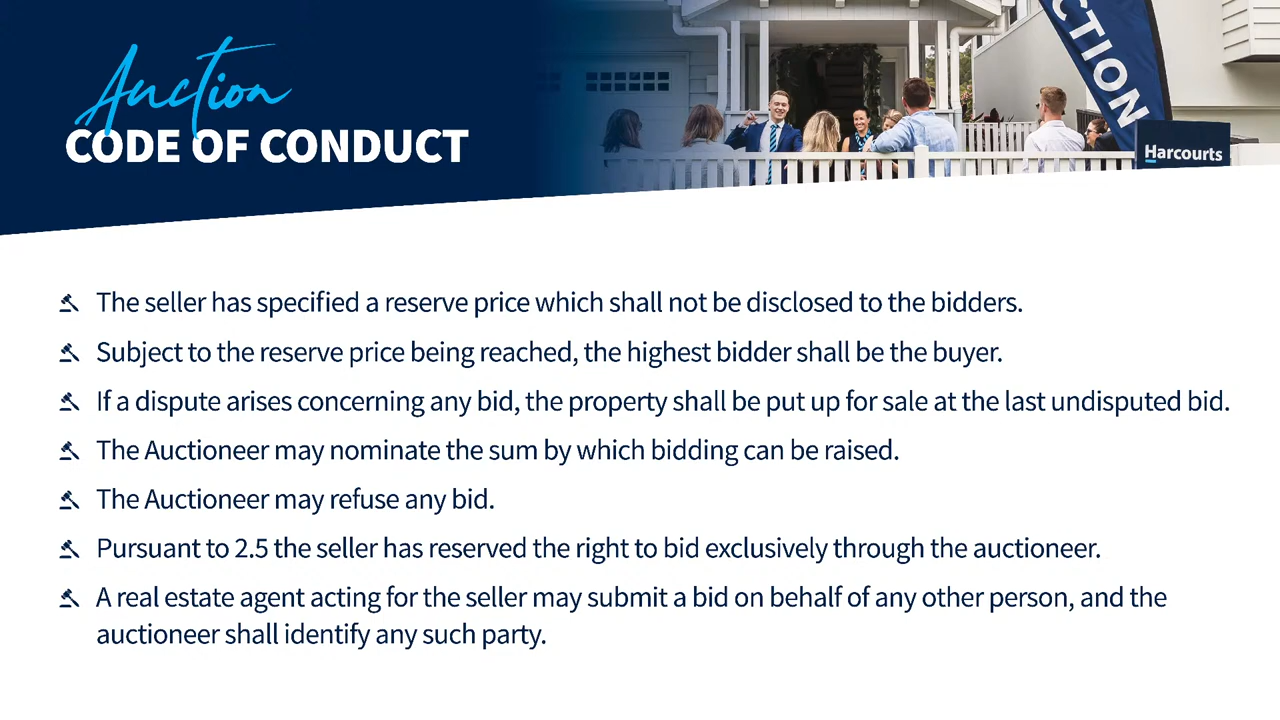 Auction
CODE OF CONDUCT
CTION
Harcourts
The seller has specified a reserve price which shall not be disclosed to the bidders.
Subject to the reserve price being reached, the highest bidder shall be the buyer.
If a dispute arises concerning any bid, the property shall be put up for sale at the last undisputed bid.
The Auctioneer may nominate the sum by which bidding can be raised.
The Auctioneer may refuse any bid.
Pursuant to 2.5 the seller has reserved the right to bid exclusively through the auctioneer.
A real estate agent acting for the seller may submit a bid on behalf of any other person, and the
auctioneer shall identify any such party.